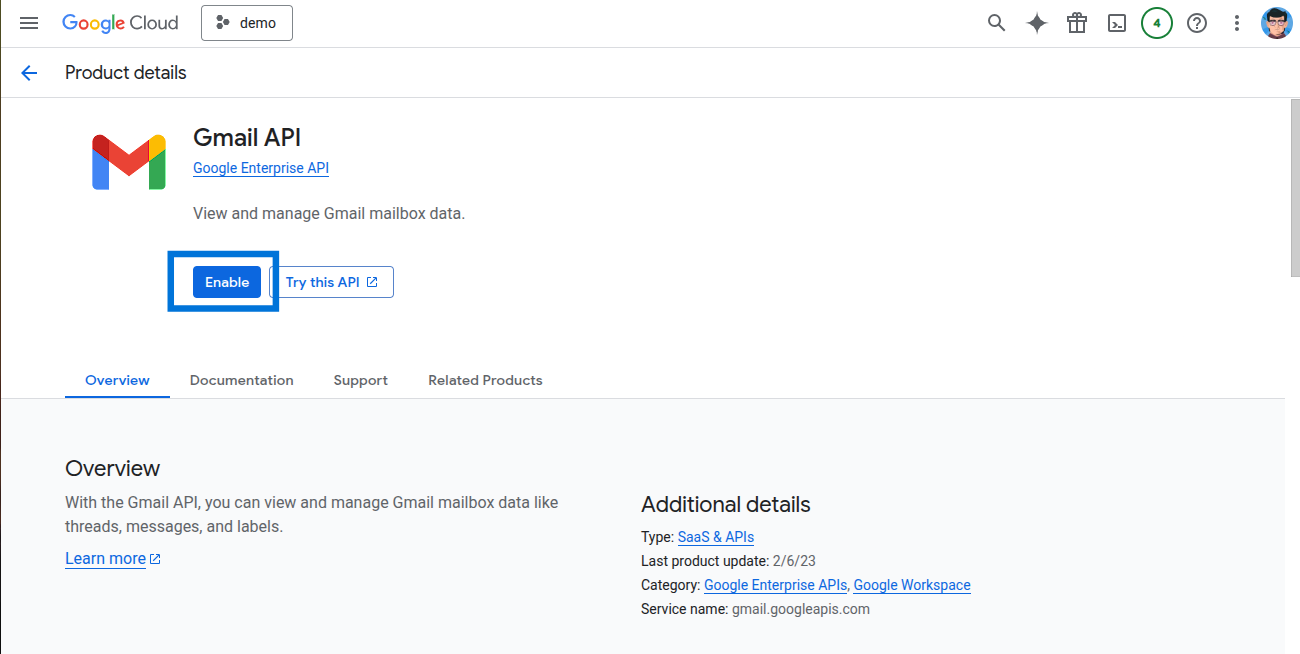 Google Cloud
demo
4
Product details
Gmail API
Google Enterprise API
View and manage Gmail mailbox data.
Enable
Try this API
Overview
Documentation
Support
Related Products
Overview
With the Gmail API, you can view and manage Gmail mailbox data like
threads, messages, and labels.
Learn more
Additional details
Type: SaaS & APIs
Last product update: 2/6/23
Category: Google Enterprise APIs, Google Workspace
Service name: gmail.googleapis.com